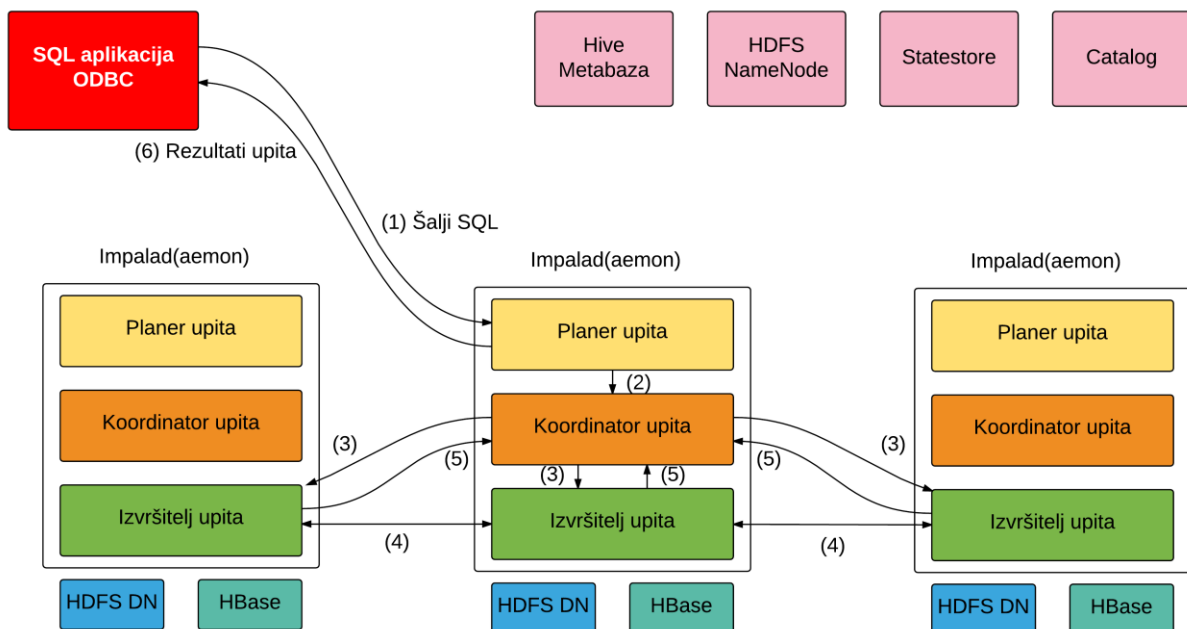 SQL aplikacija
ODBC
Hive
Metabaza
HDFS
NameNode
Statestore
Catalog
(6) Rezultati upita
(1) Šalji SQL
Impalad(aemon)
Impalad(aemon)
Impalad(aemon)
Planer upita
Planer upita
Planer upita
(2)
Koordinator upita
Koordinator upita
Koordinator upita
(3)
(3)
(5)
(5)
(3)
(5)
Izvršitelj upita
Izvršitelj upita
Izvršitelj upita
(4)
(4)
HDFS DN
HBase
HDFS DN
HBase
HDFS DN
HBase